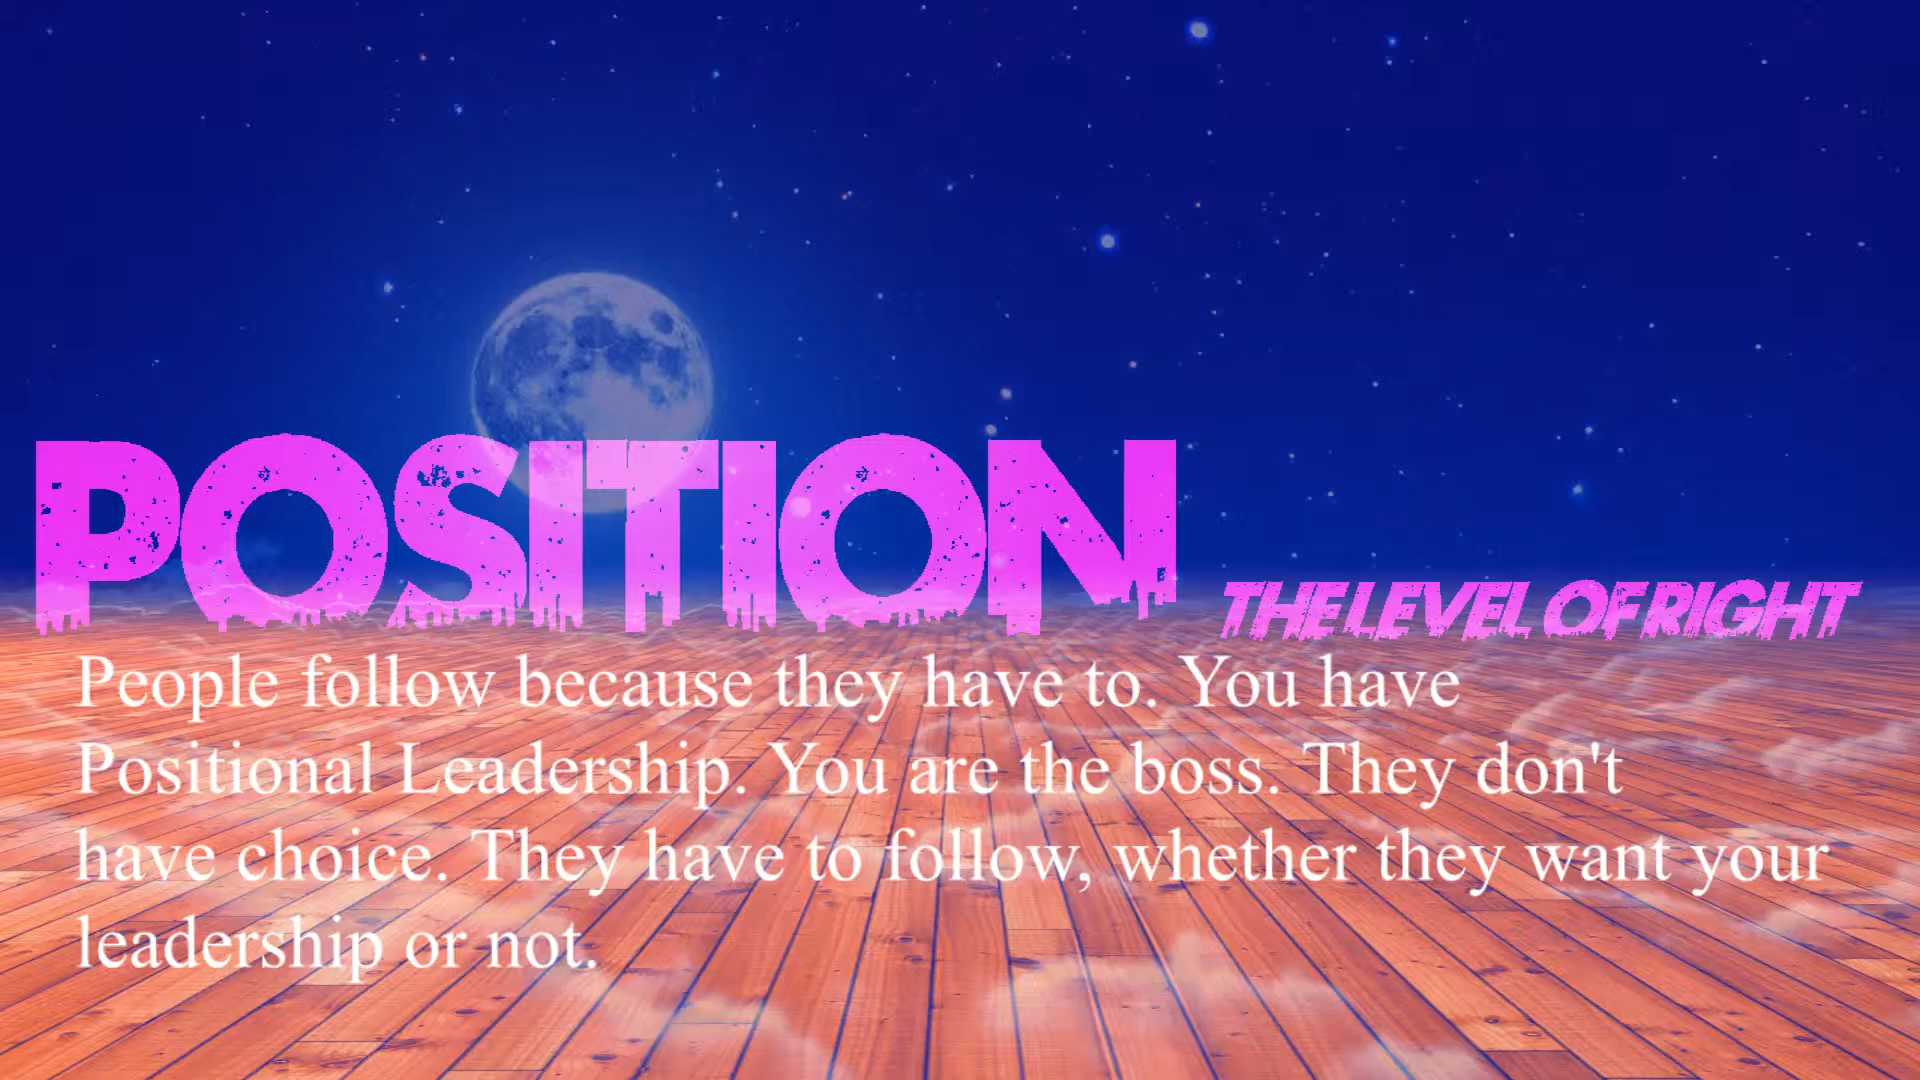 POSITION THE LEVEL OF RIGHT
People follow because they have to. You have
Positional Leadership. You are the boss. They don't
have choice. They have to follow, whether they want your
leadership or not.